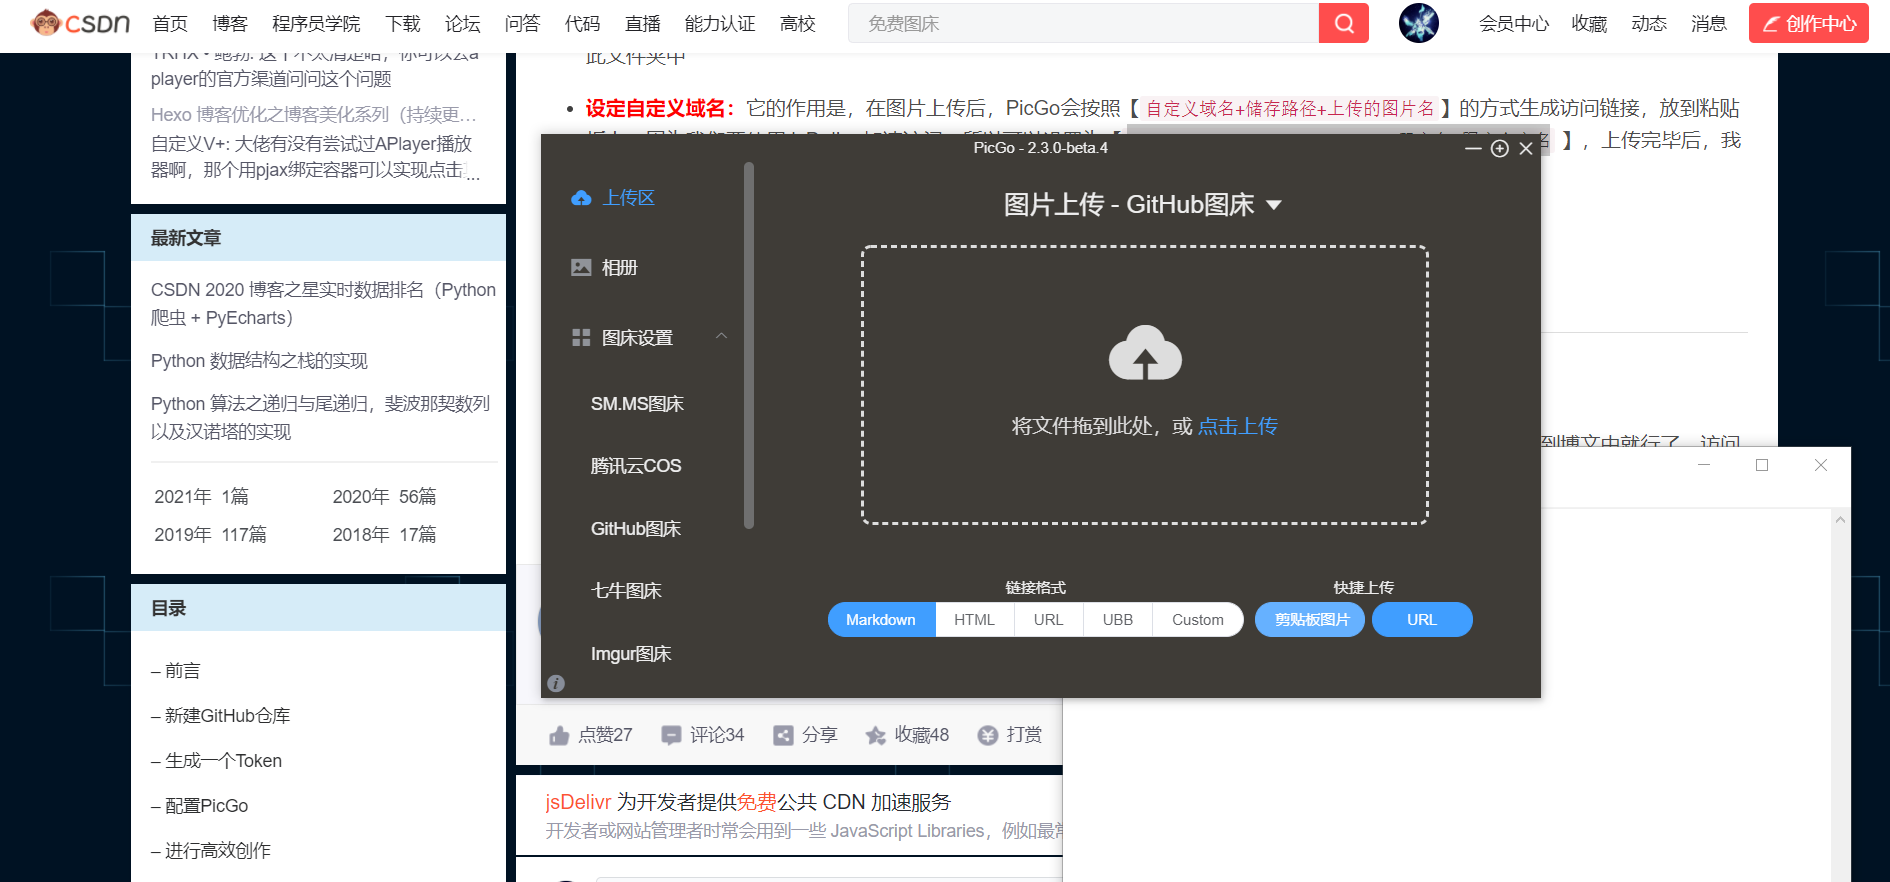 CSDN 首页 博客 程序员学院 下载 论坛 问答 代码 直播 能力认证 高校 免费图床 会员中心 收藏 动态 消息 创作中心
player的官方渠道问问这个问题
Hexo 博客优化之博客美化系列（持续更…
自定义V+: 大佬有没有尝试过APlayer播放
器啊，那个用pjax绑定容器可以实现点击
...
最新文章
CSDN 2020 博客之星实时数据排名（Python
爬虫 + PyEcharts）
Python 数据结构之栈的实现
Python 算法之递归与尾递归，斐波那契数列
以及汉诺塔的实现
2021年 1篇 2020年 56篇
2019年 117篇 2018年 17篇
目录
– 前言
– 新建GitHub仓库
– 生成一个Token
– 配置PicGo
– 进行高效创作
此文件夹中
• 设定自定义域名：它的作用是，在图片上传后，PicGo会按照【自定义域名+储存路径+上传的图片名】的方式生成访问链接，放到粘贴
】，上传完毕后，我
到博文中就行了，访问
PicGo - 2.3.0-beta.4
上传区
相册
图床设置
SM.MS图床
腾讯云COS
GitHub图床
七牛图床
Imgur图床
图片上传 - GitHub图床
将文件拖到此处，或 点击上传
链接格式 快捷上传
Markdown HTML URL UBB Custom 剪贴板图片 URL
点赞27 评论34 分享 收藏48 打赏
jsDelivr 为开发者提供免费公共 CDN 加速服务
开发者或网站管理者时常会用到一些 JavaScript Libraries，例如最常